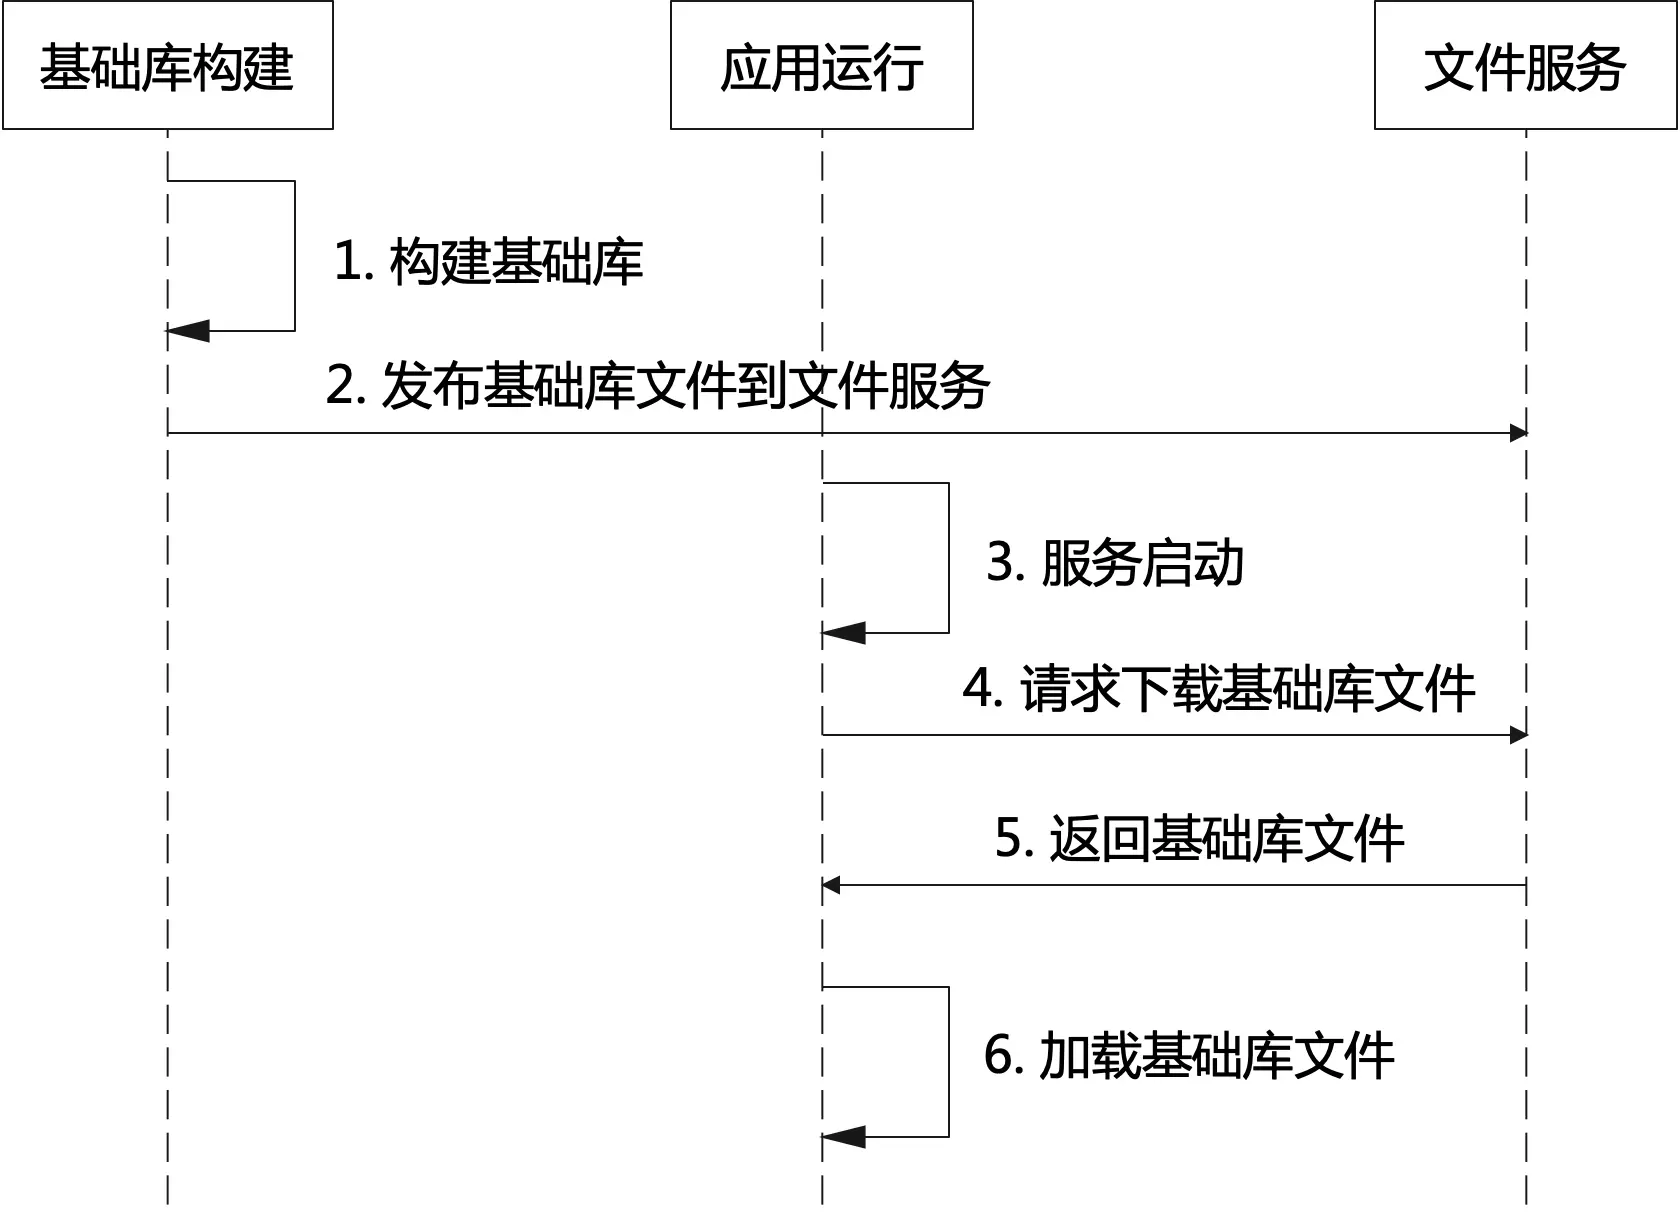 基础库构建
应用运行
文件服务
1. 构建基础库
2. 发布基础库文件到文件服务
3. 服务启动
4. 请求下载基础库文件
5. 返回基础库文件
6. 加载基础库文件